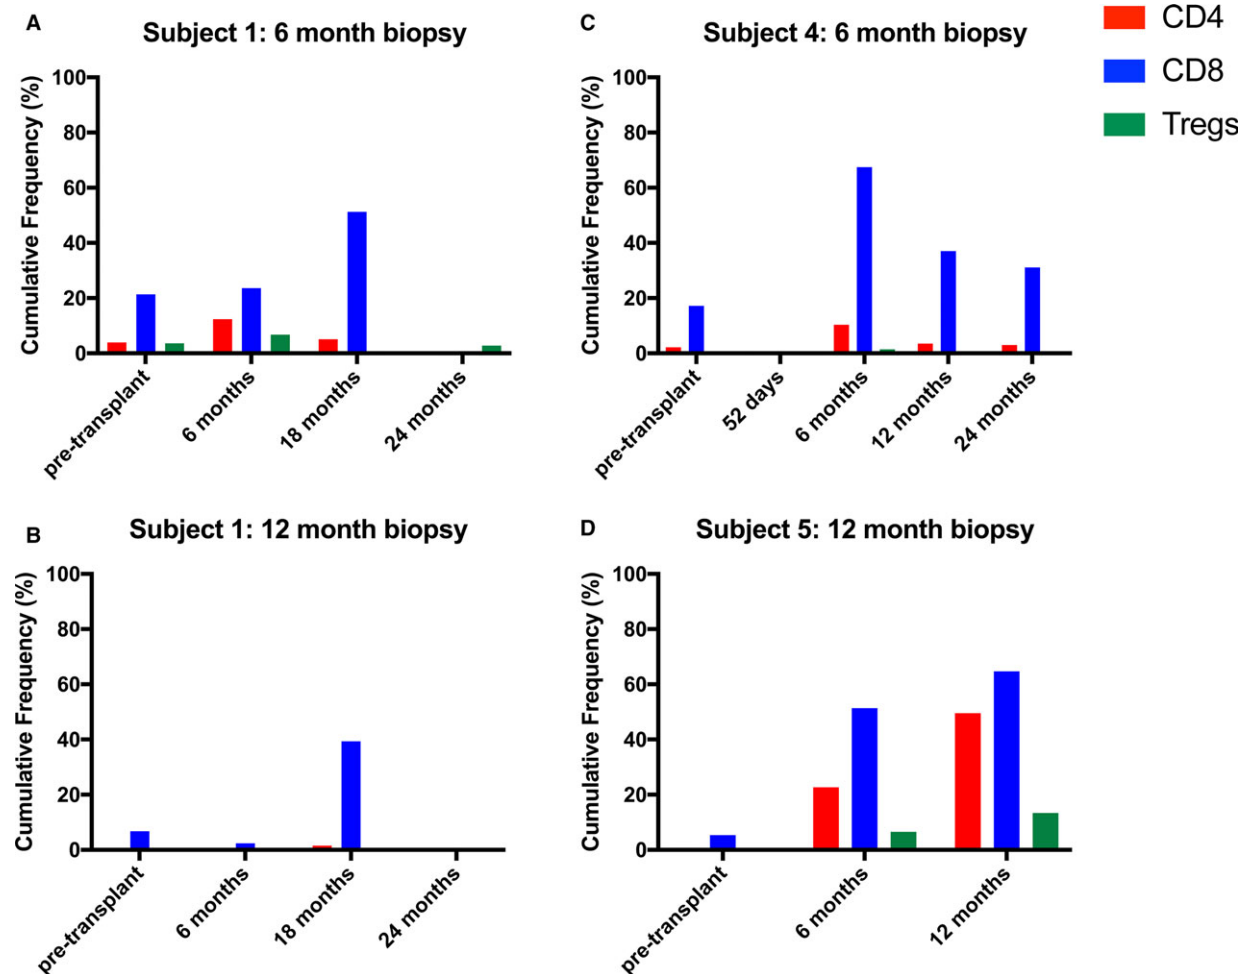 A
Subject 1: 6 month biopsy
Cumulative Frequency (%)
100
80
60
40
20
0
pre-transplant
6 months
18 months
24 months
C
Subject 4: 6 month biopsy
Cumulative Frequency (%)
100
80
60
40
20
0
pre-transplant
52 days
6 months
12 months
24 months
CD4
CD8
Tregs
B
Subject 1: 12 month biopsy
Cumulative Frequency (%)
100
80
60
40
20
0
pre-transplant
6 months
18 months
24 months
D
Subject 5: 12 month biopsy
Cumulative Frequency (%)
100
80
60
40
20
0
pre-transplant
6 months
12 months